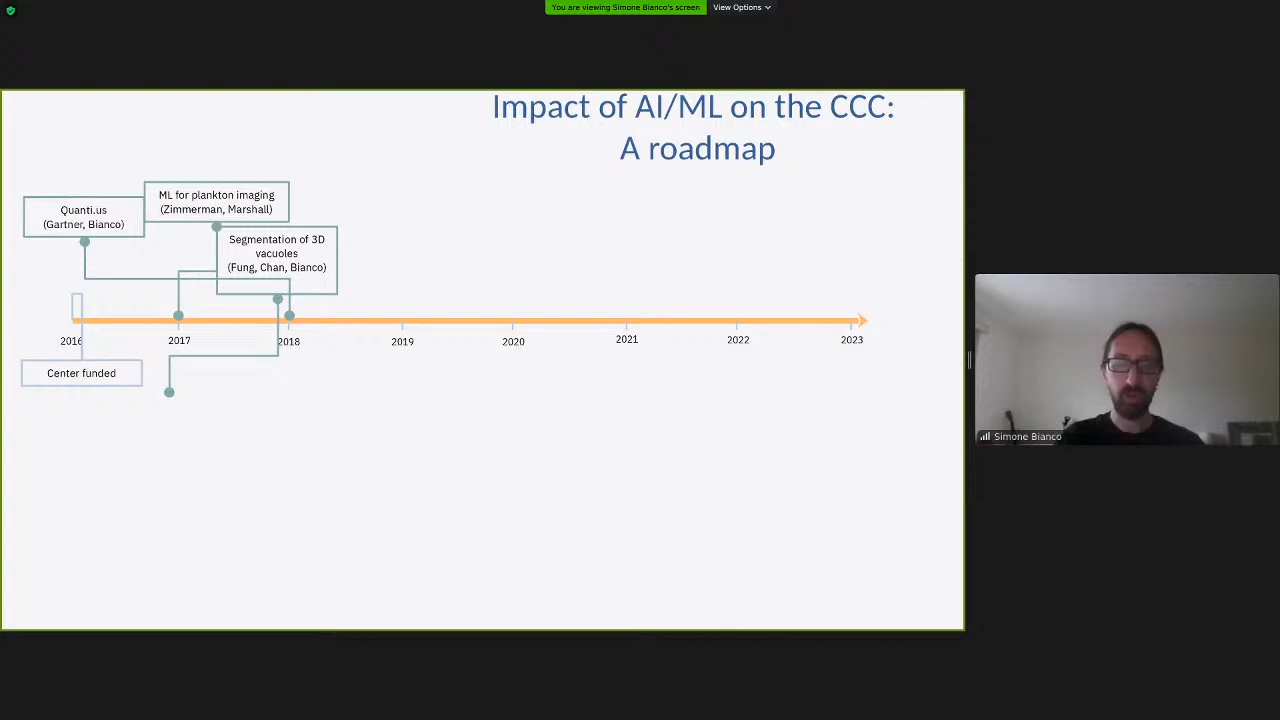 You are viewing Simone Bianco's screen
View Options
Impact of AI/ML on the CCC:
A roadmap
ML for plankton imaging
(Zimmerman, Marshall)
Quanti.us
(Gartner, Bianco)
Segmentation of 3D
vacuoles
(Fung, Chan, Bianco)
2016
2017
2018
2019
2020
2021
2022
2023
Center funded
Simone Bianco